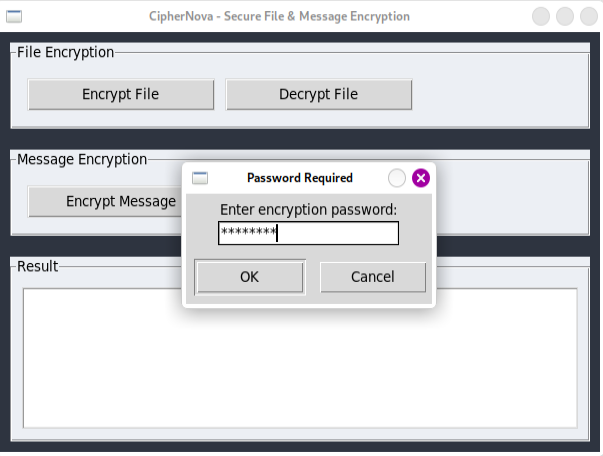 CipherNova - Secure File & Message Encryption
File Encryption
Encrypt File
Decrypt File
Message Encryption
Encrypt Message
Password Required
Enter encryption password:
********
OK
Cancel
Result